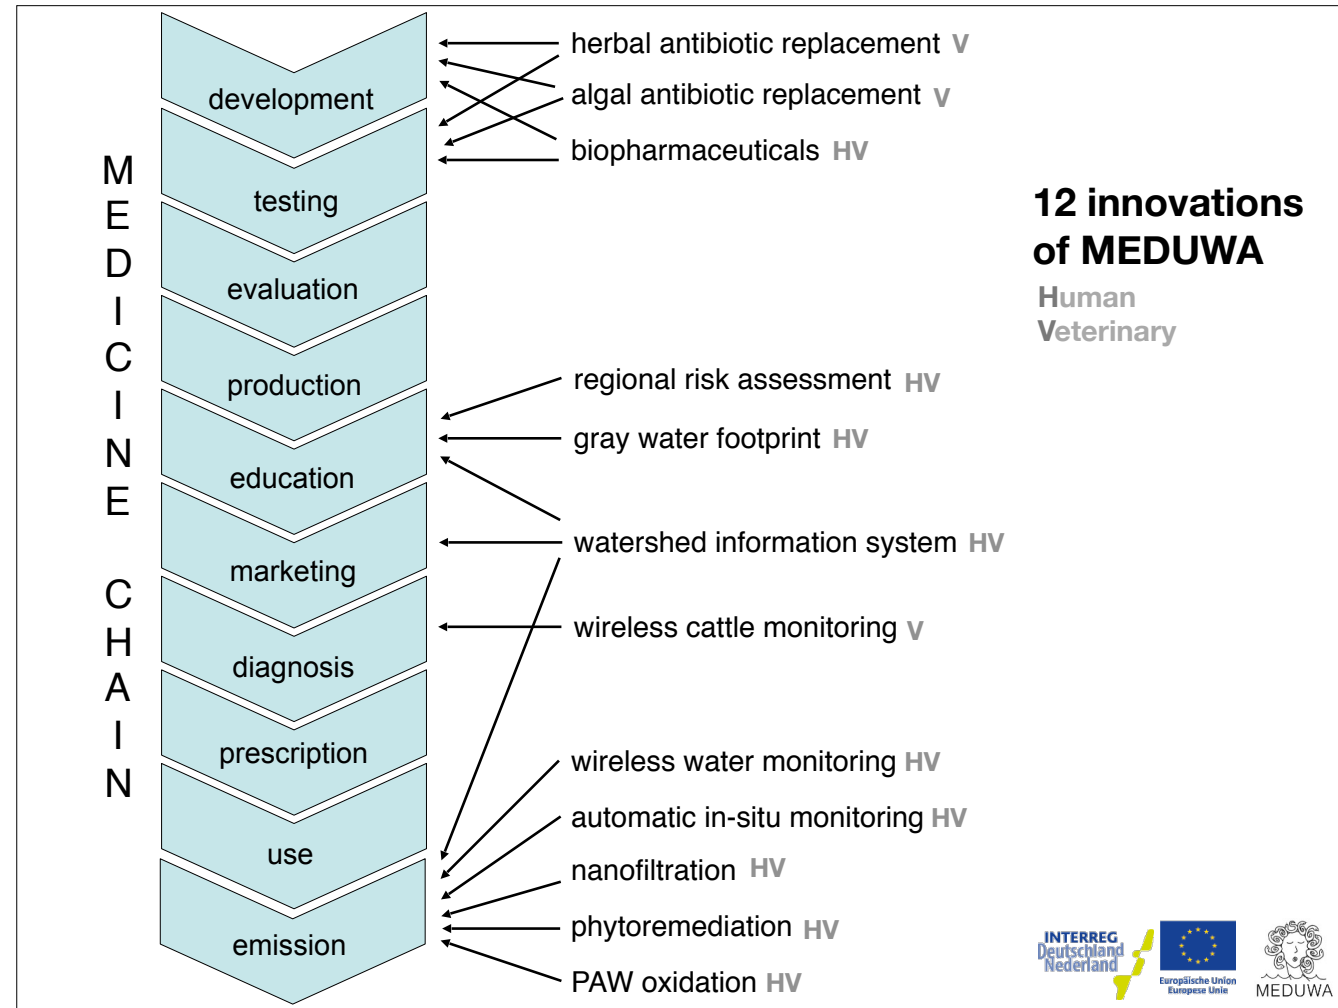 MEDICINE CHAIN
development
testing
evaluation
production
education
marketing
diagnosis
prescription
use
emission
herbal antibiotic replacement V
algal antibiotic replacement V
biopharmaceuticals HV
regional risk assessment HV
gray water footprint HV
watershed information system HV
wireless cattle monitoring V
wireless water monitoring HV
automatic in-situ monitoring HV
nanofiltration HV
phytoremediation HV
PAW oxidation HV
12 innovations
of MEDUWA
Human
Veterinary
INTERREG
Deutschland
Nederland
Europäische Union
Europese Unie
MEDUWA